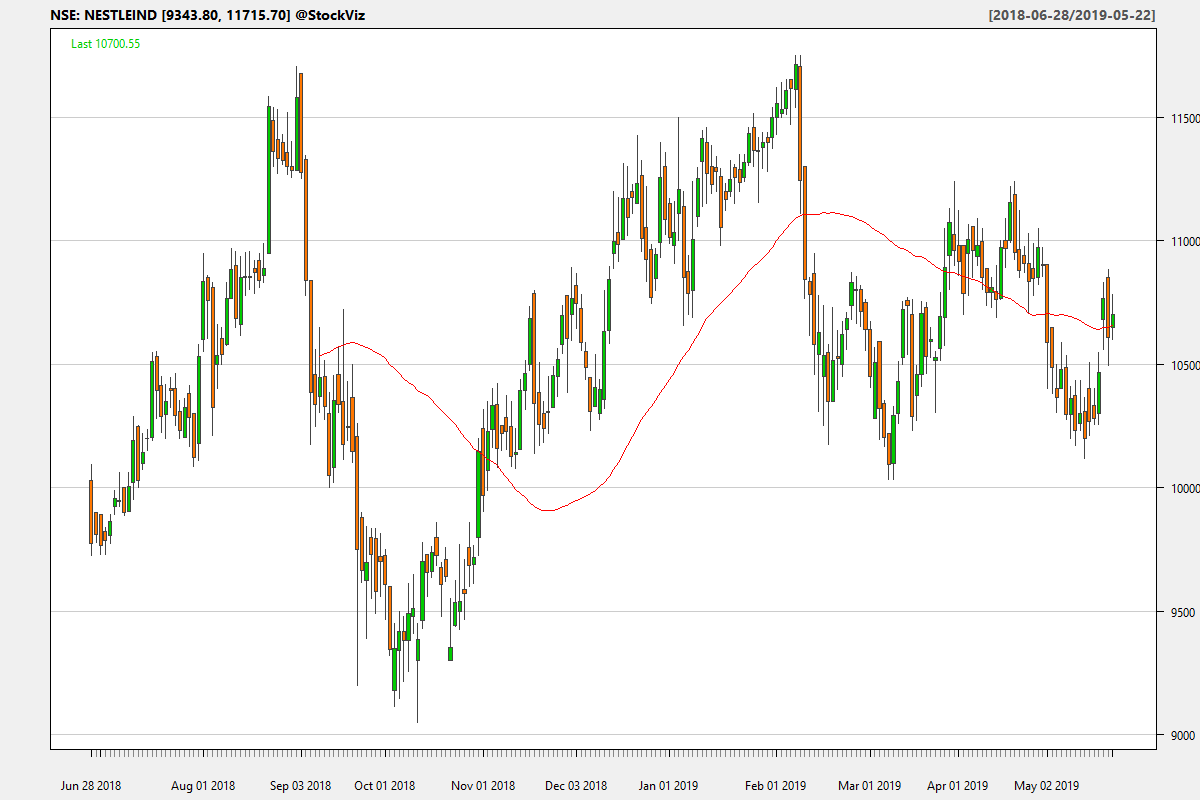 NSE: NESTLEIND [9343.80, 11715.70] @StockViz
[2018-06-28/2019-05-22]
Last 10700.55
11500
11000
10500
10000
9500
9000
Jun 28 2018
Aug 01 2018
Sep 03 2018
Oct 01 2018
Nov 01 2018
Dec 03 2018
Jan 01 2019
Feb 01 2019
Mar 01 2019
Apr 01 2019
May 02 2019